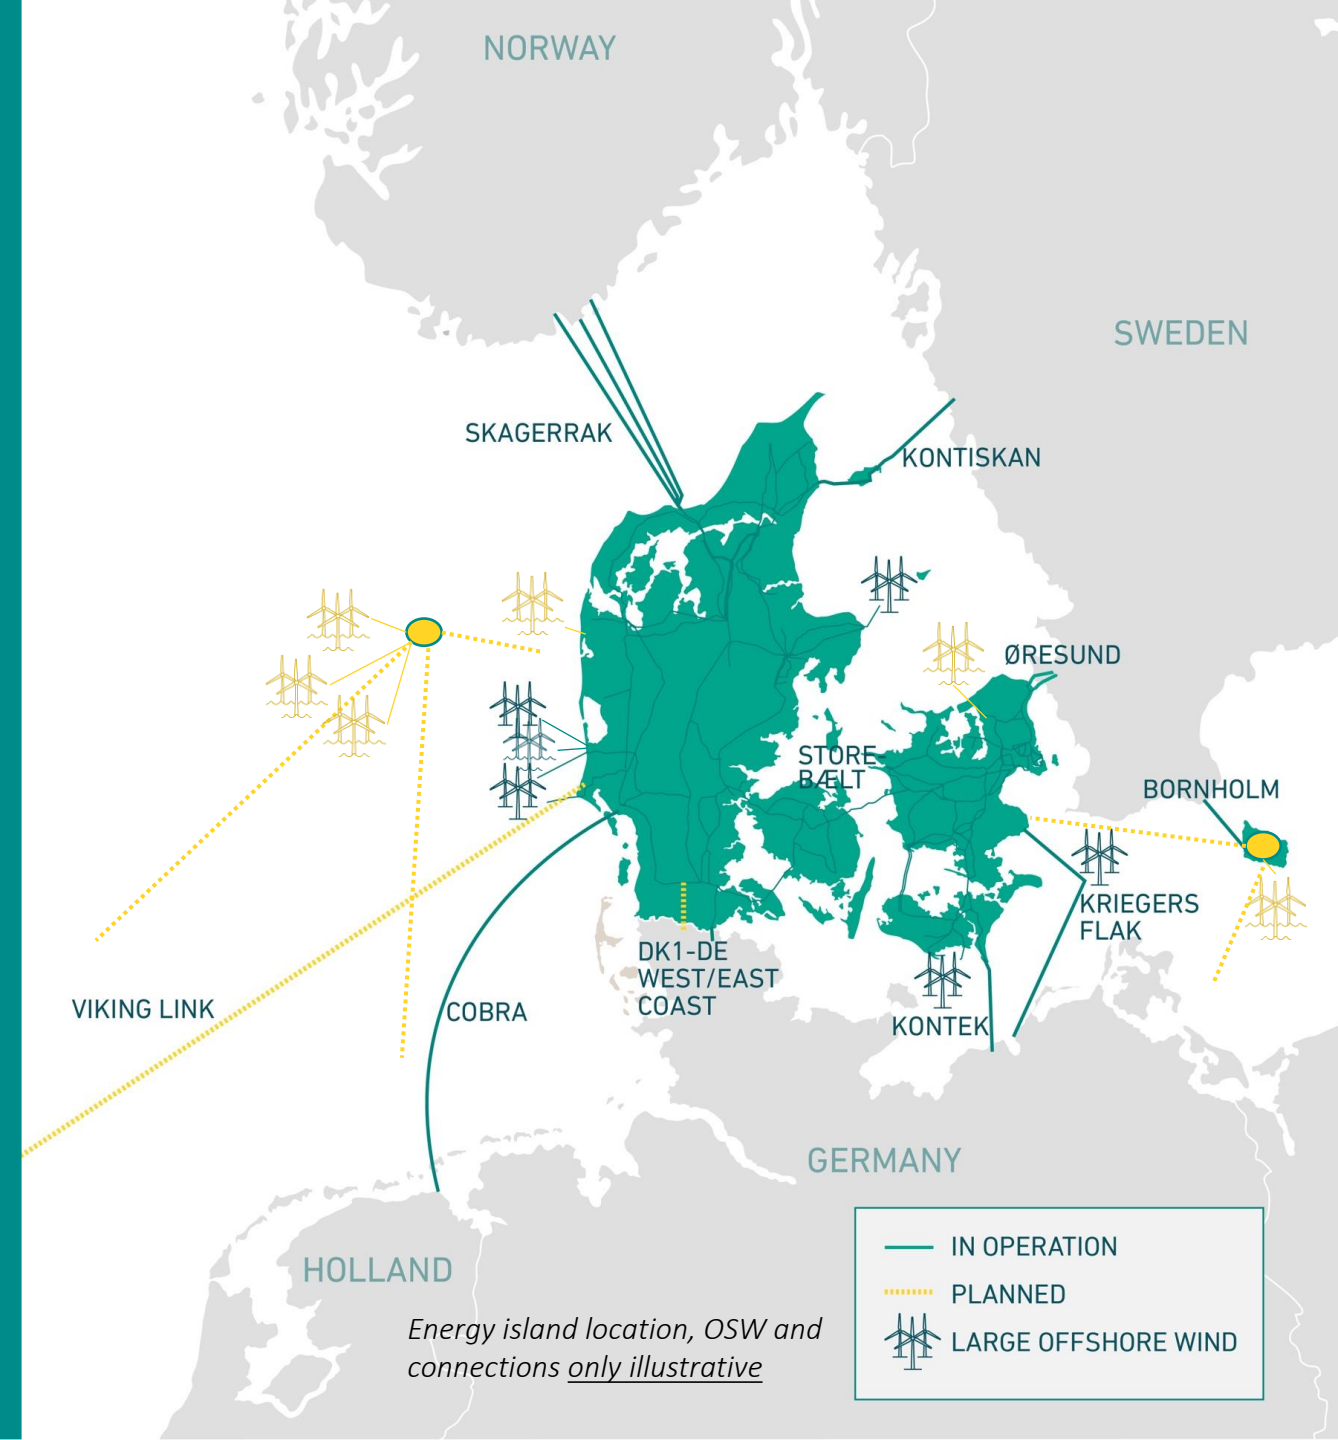 NORWAY
SWEDEN
SKAGERRAK
KONTISKAN
ØRESUND
STORE-
BÆLT
BORNHOLM
KRIEGERS
FLAK
DK1-DE
WEST/EAST
COAST
VIKING LINK
COBRA
KONTEK
GERMANY
HOLLAND
IN OPERATION
PLANNED
LARGE OFFSHORE WIND
Energy island location, OSW and
connections only illustrative